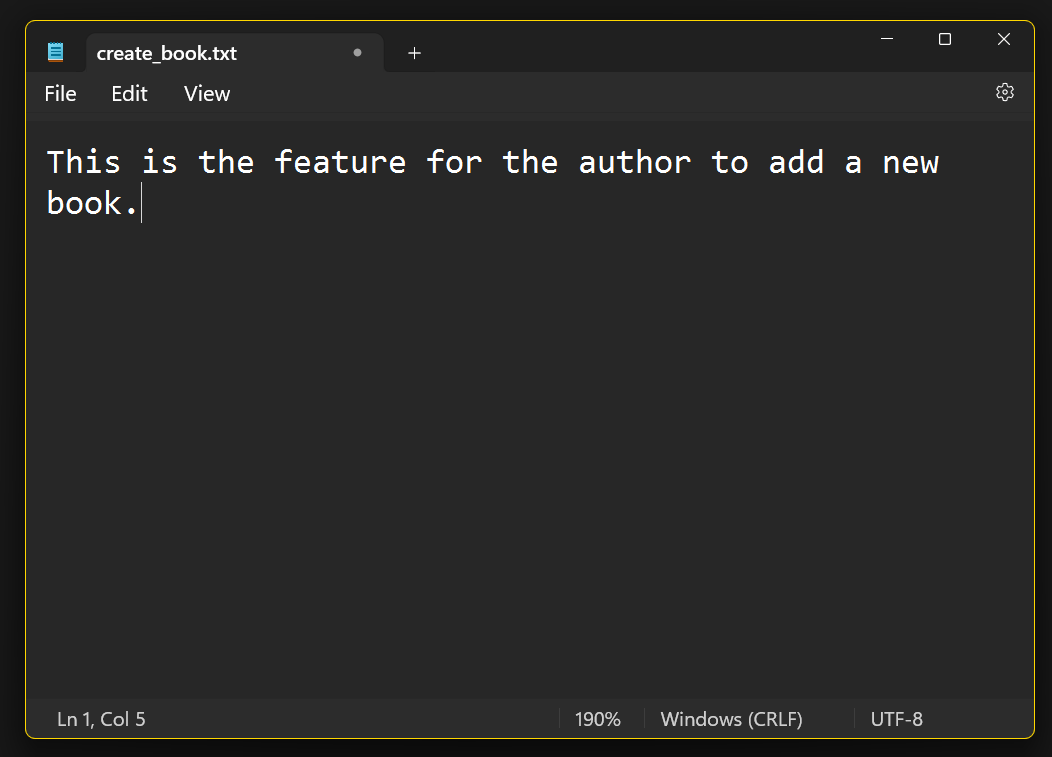 create_book.txt
File Edit View
This is the feature for the author to add a new
book.
Ln 1, Col 5 190% Windows (CRLF) UTF-8